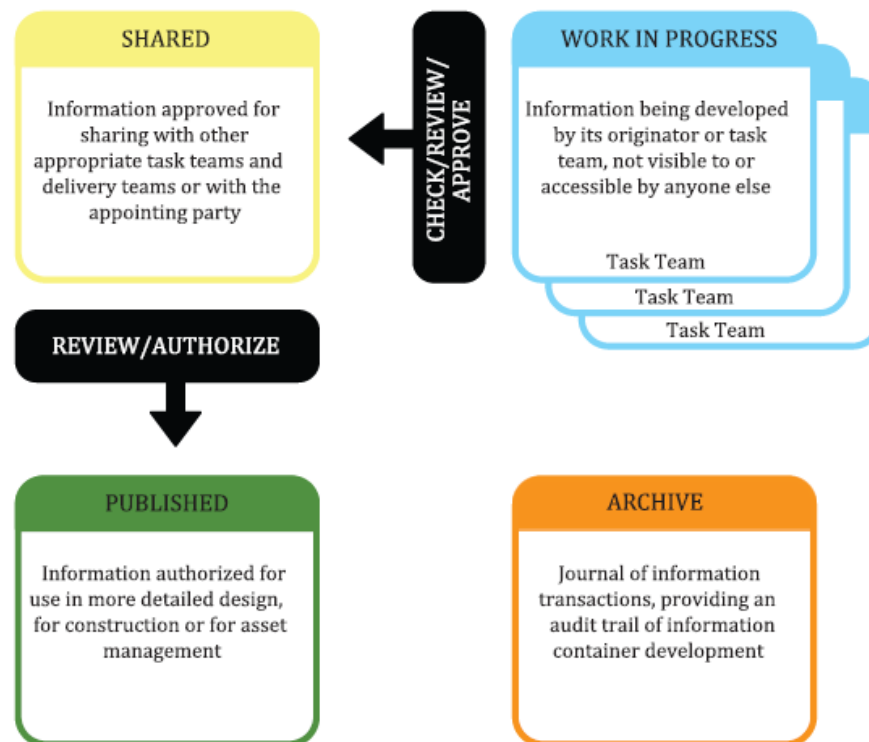 SHARED
Information approved for
sharing with other
appropriate task teams and
delivery teams or with the
appointing party
CHECK/REVIEW/
APPROVE
WORK IN PROGRESS
Information being developed
by its originator or task
team, not visible to or
accessible by anyone else
Task Team
Task Team
Task Team
REVIEW/AUTHORIZE
PUBLISHED
Information authorized for
use in more detailed design,
for construction or for asset
management
ARCHIVE
Journal of information
transactions, providing an
audit trail of information
container development